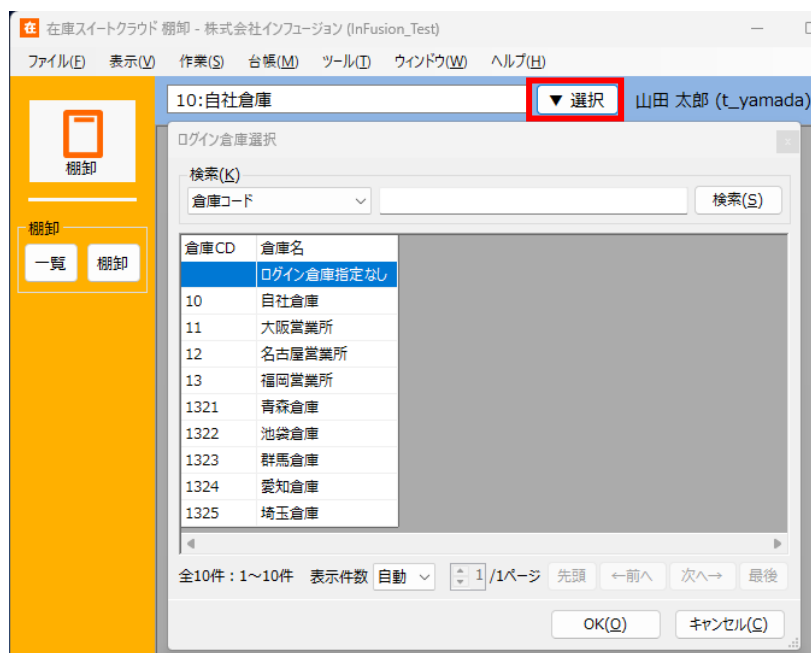 在 在庫スイートクラウド 棚卸 - 株式会社インフュージョン (InFusion_Test)
ファイル(F) 表示(V) 作業(S) 台帳(M) ツール(T) ウィンドウ(W) ヘルプ(H)
10:自社倉庫 ▼ 選択 山田 太郎 (t_yamada)
棚卸
棚卸
一覧 棚卸
ログイン倉庫選択 x
検索(K)
倉庫コード 検索(S)
倉庫CD 倉庫名
ログイン倉庫指定なし
10 自社倉庫
11 大阪営業所
12 名古屋営業所
13 福岡営業所
1321 青森倉庫
1322 池袋倉庫
1323 群馬倉庫
1324 愛知倉庫
1325 埼玉倉庫
全10件：1～10件 表示件数 自動 1 /1ページ 先頭 ←前へ 次へ→ 最後
OK(O) キャンセル(C)